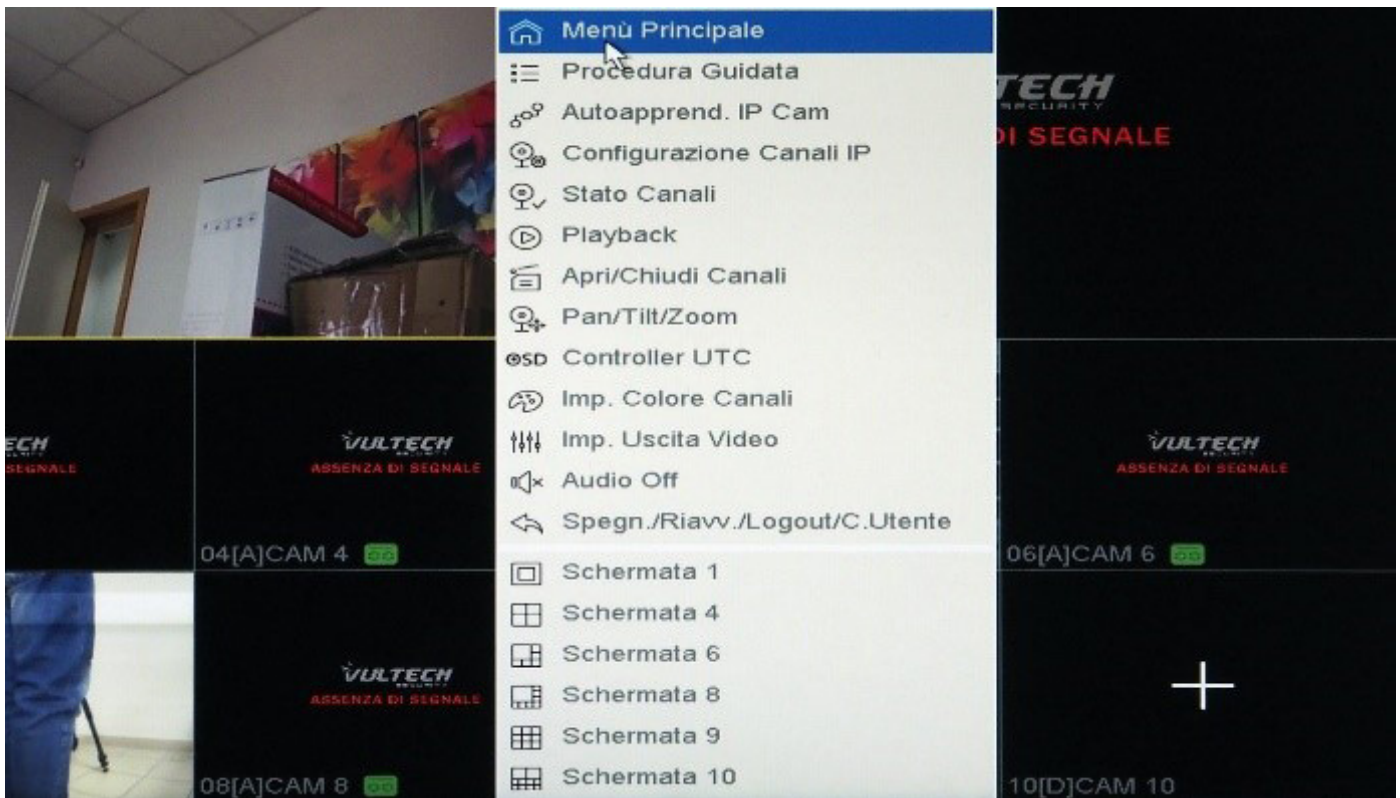 Menù Principale
Procedura Guidata
Autoapprend. IP Cam
Configurazione Canali IP
Stato Canali
Playback
Apri/Chiudi Canali
Pan/Tilt/Zoom
OSD Controller UTC
Imp. Colore Canali
Imp. Uscita Video
Audio Off
Spegn./Riavv./Logout/C.Utente
Schermata 1
Schermata 4
Schermata 6
Schermata 8
Schermata 9
Schermata 10
TECH
SECURITY
DI SEGNALE
ECH
SEGNALE
VULTECH
ASSENZA DI SEGNALE
04[A]CAM 4
VULTECH
ASSENZA DI SEGNALE
06[A]CAM 6
VULTECH
ASSENZA DI SEGNALE
08[A]CAM 8
10[D]CAM 10